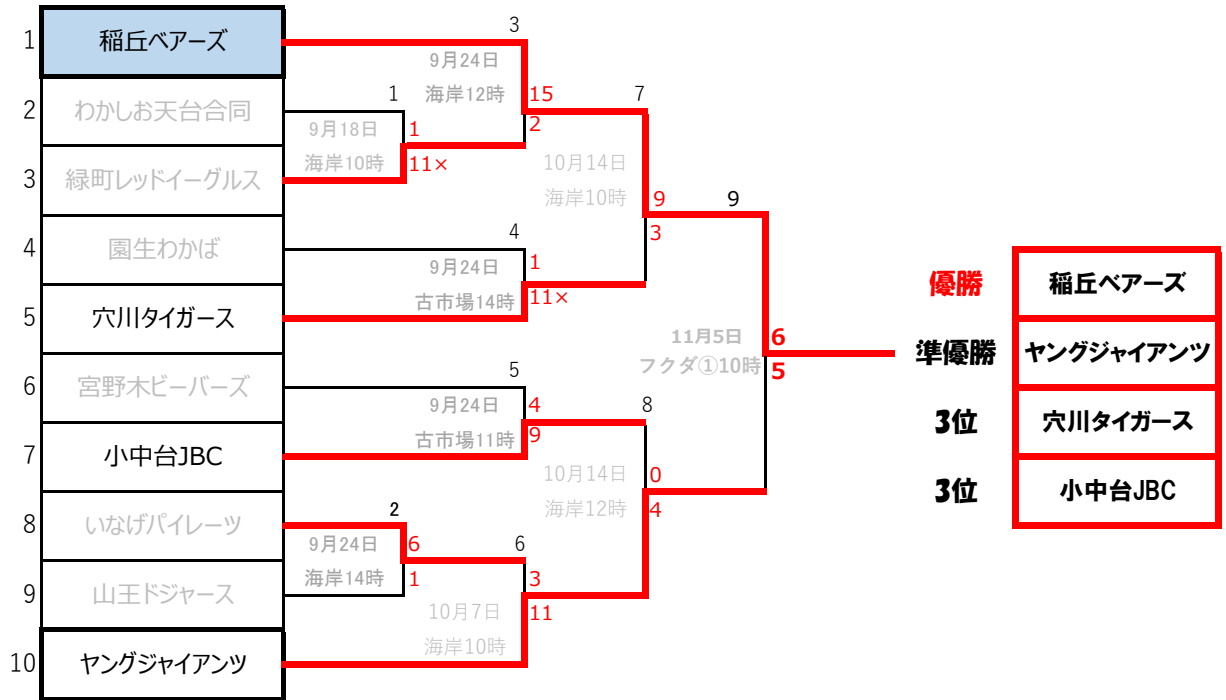 1
稲丘ベアーズ
2
わかしお天台合同
3
緑町レッドイーグルス
4
園生わかば
5
穴川タイガース
6
宮野木ビーバーズ
7
小中台JBC
8
いなげパイレーツ
9
山王ドジャース
10
ヤングジャイアンツ
1
9月18日
海岸10時
1
11×
2
9月24日
海岸14時
6
1
3
9月24日
海岸12時
15
2
4
9月24日
古市場14時
1
11×
5
9月24日
古市場11時
4
9
6
10月7日
海岸10時
3
11
7
10月14日
海岸10時
9
3
8
10月14日
海岸12時
0
4
9
11月5日
フクダ①10時
6
5
優勝
稲丘ベアーズ
準優勝
ヤングジャイアンツ
3位
穴川タイガース
3位
小中台JBC